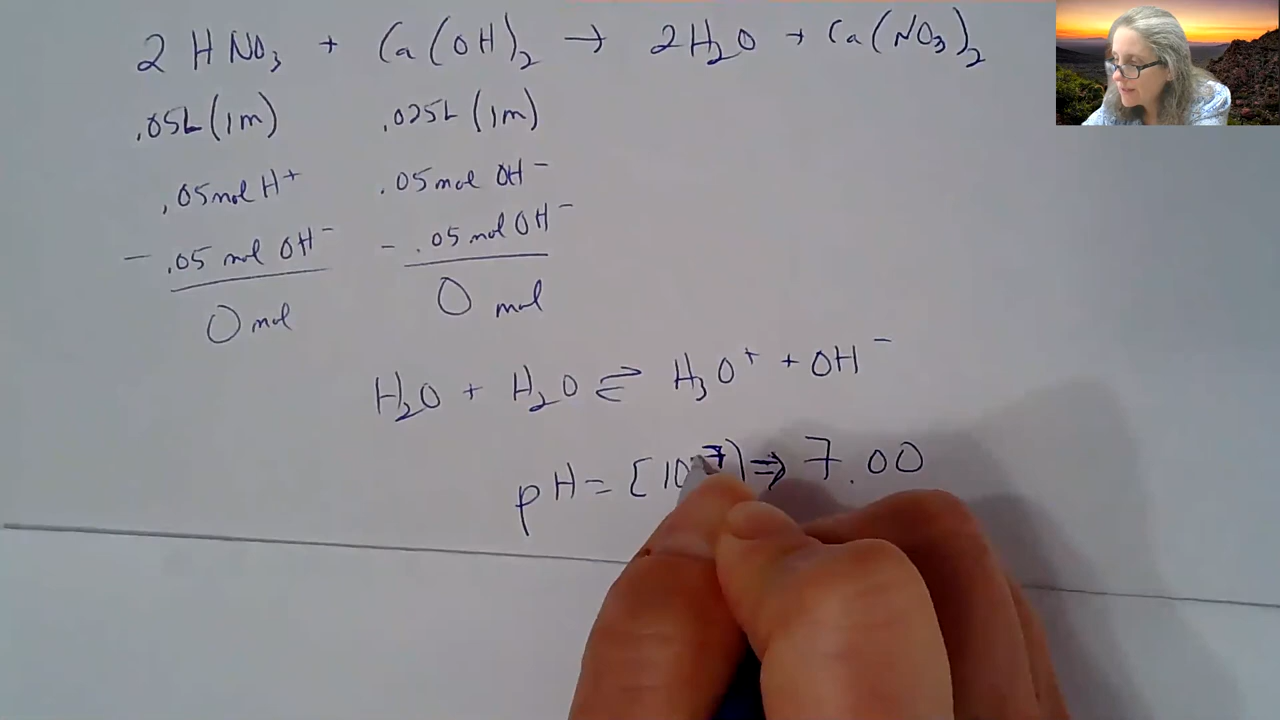 2 HNO₃ + Ca(OH)₂ → 2H₂O + Ca(NO₃)₂
.05L (1m) .025L (1m)
.05 mol H⁺ .05 mol OH⁻
- .05 mol OH⁻ - .05 mol OH⁻
0 mol 0 mol
H₂O + H₂O ⇌ H₃O⁺ + OH⁻
pH = [10⁻⁷] ⇒ 7.00